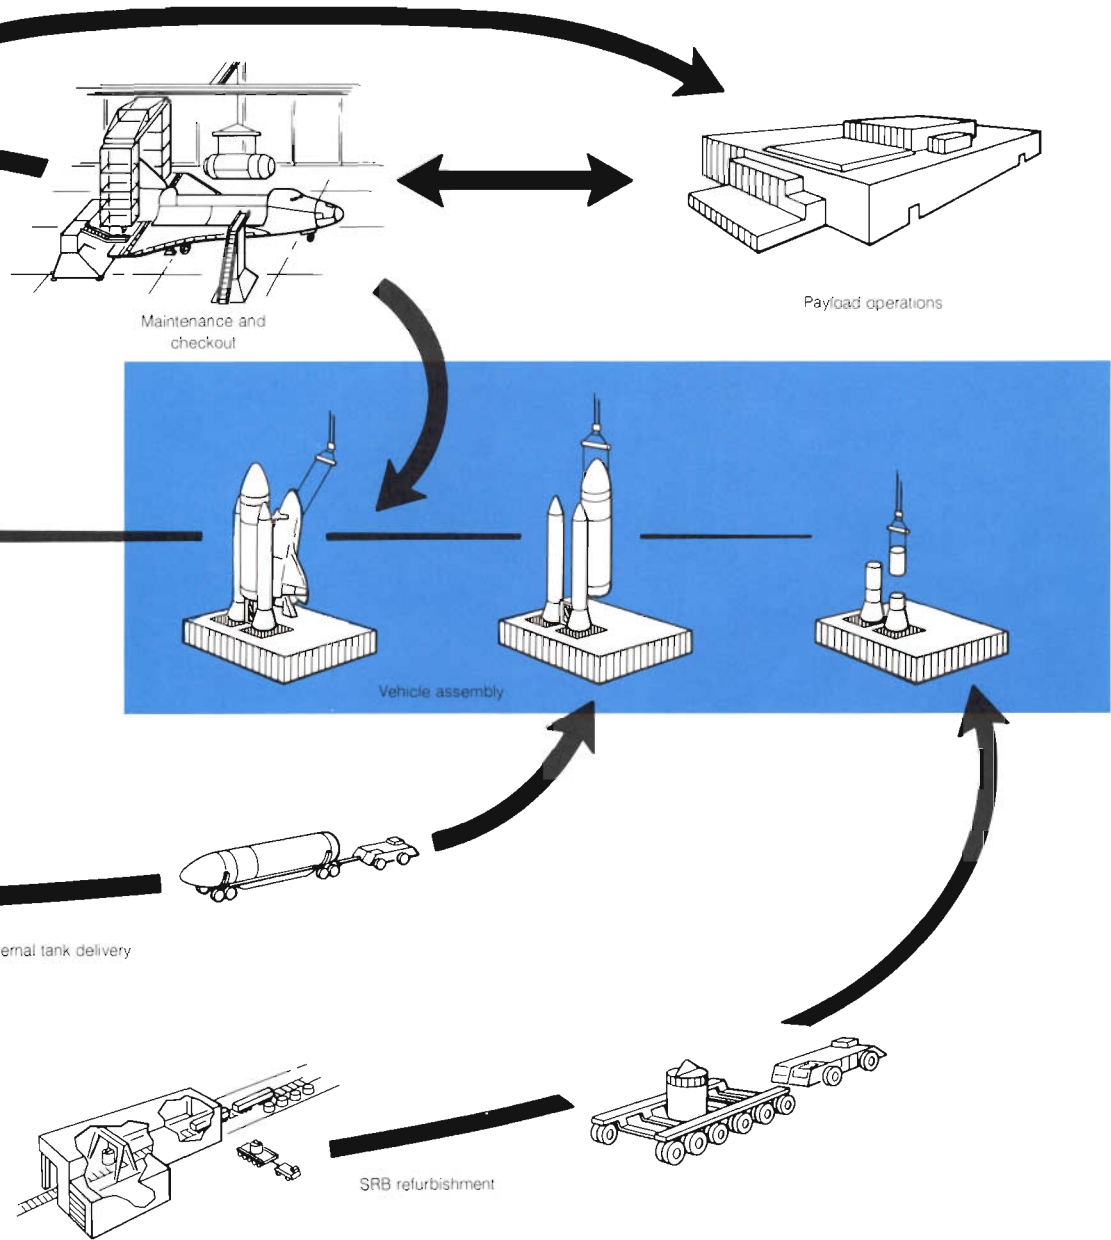 Payload operations
Maintenance and
checkout
Vehicle assembly
ernal tank delivery
SRB refurbishment